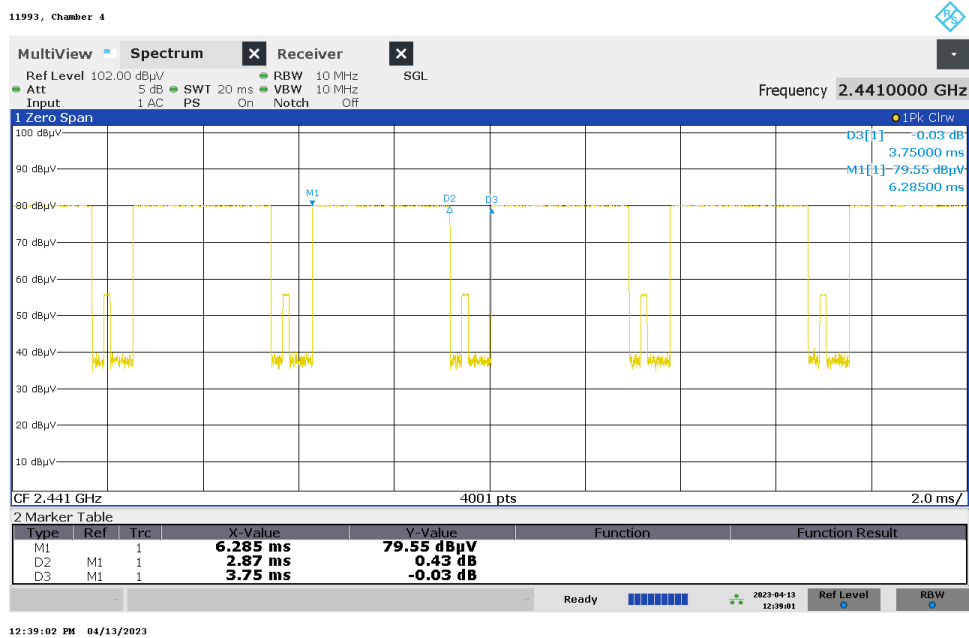 11993, Chamber 4
R&S
MultiView Spectrum X Receiver X
Ref Level 102.00 dBµV RBW 10 MHz SGL
Att 5 dB SWT 20 ms VBW 10 MHz
Input 1 AC PS On Notch Off
Frequency 2.4410000 GHz
1 Zero Span 1Pk Clrw
100 dBµV
D3[1] -0.03 dB
3.75000 ms
90 dBµV
M1[1] 79.55 dBµV
6.28500 ms
M1
D2
D3
80 dBµV
70 dBµV
60 dBµV
50 dBµV
40 dBµV
30 dBµV
20 dBµV
10 dBµV
CF 2.441 GHz 4001 pts 2.0 ms/
2 Marker Table
Type Ref Trc X-Value Y-Value Function Function Result
M1 1 6.285 ms 79.55 dBµV
D2 M1 1 2.87 ms 0.43 dB
D3 M1 1 3.75 ms -0.03 dB
Ready 2023-04-13 Ref Level RBW
12:39:01
12:39:02 PM 04/13/2023